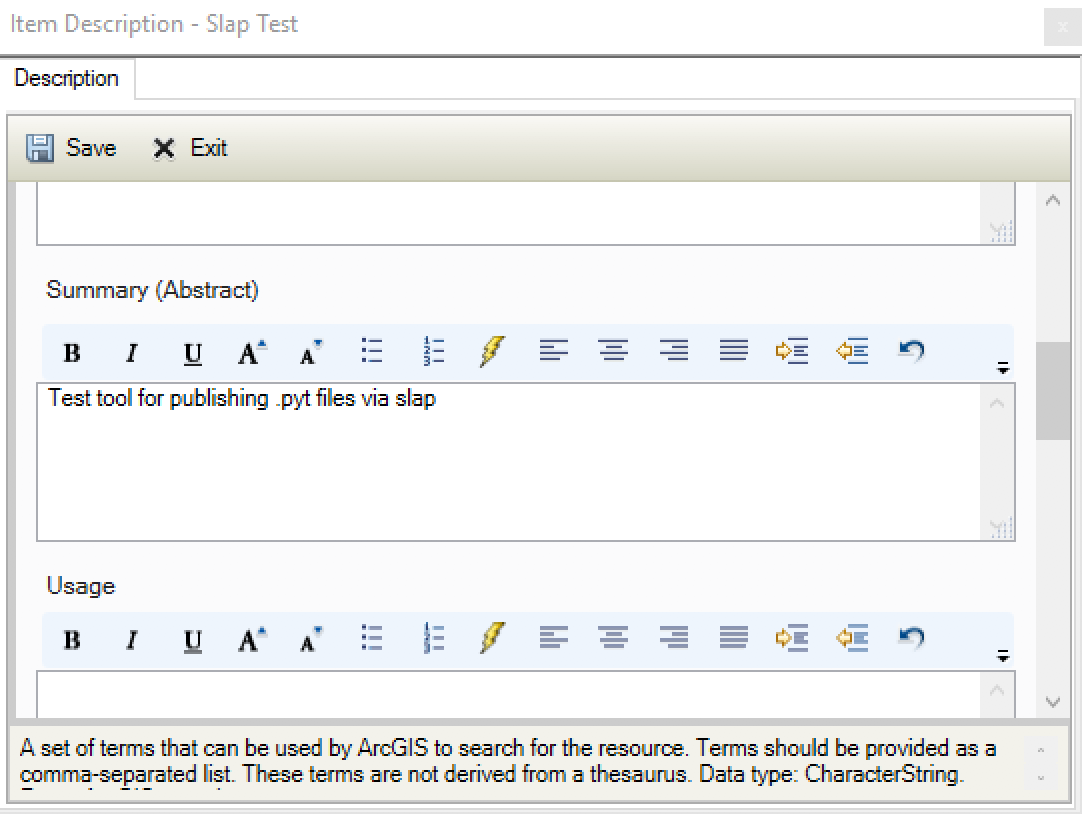 Item Description - Slap Test
x
Description
Save Exit
Summary (Abstract)
B I U A A
Test tool for publishing .pyt files via slap
Usage
B I U A A
A set of terms that can be used by ArcGIS to search for the resource. Terms should be provided as a
comma-separated list. These terms are not derived from a thesaurus. Data type: CharacterString.